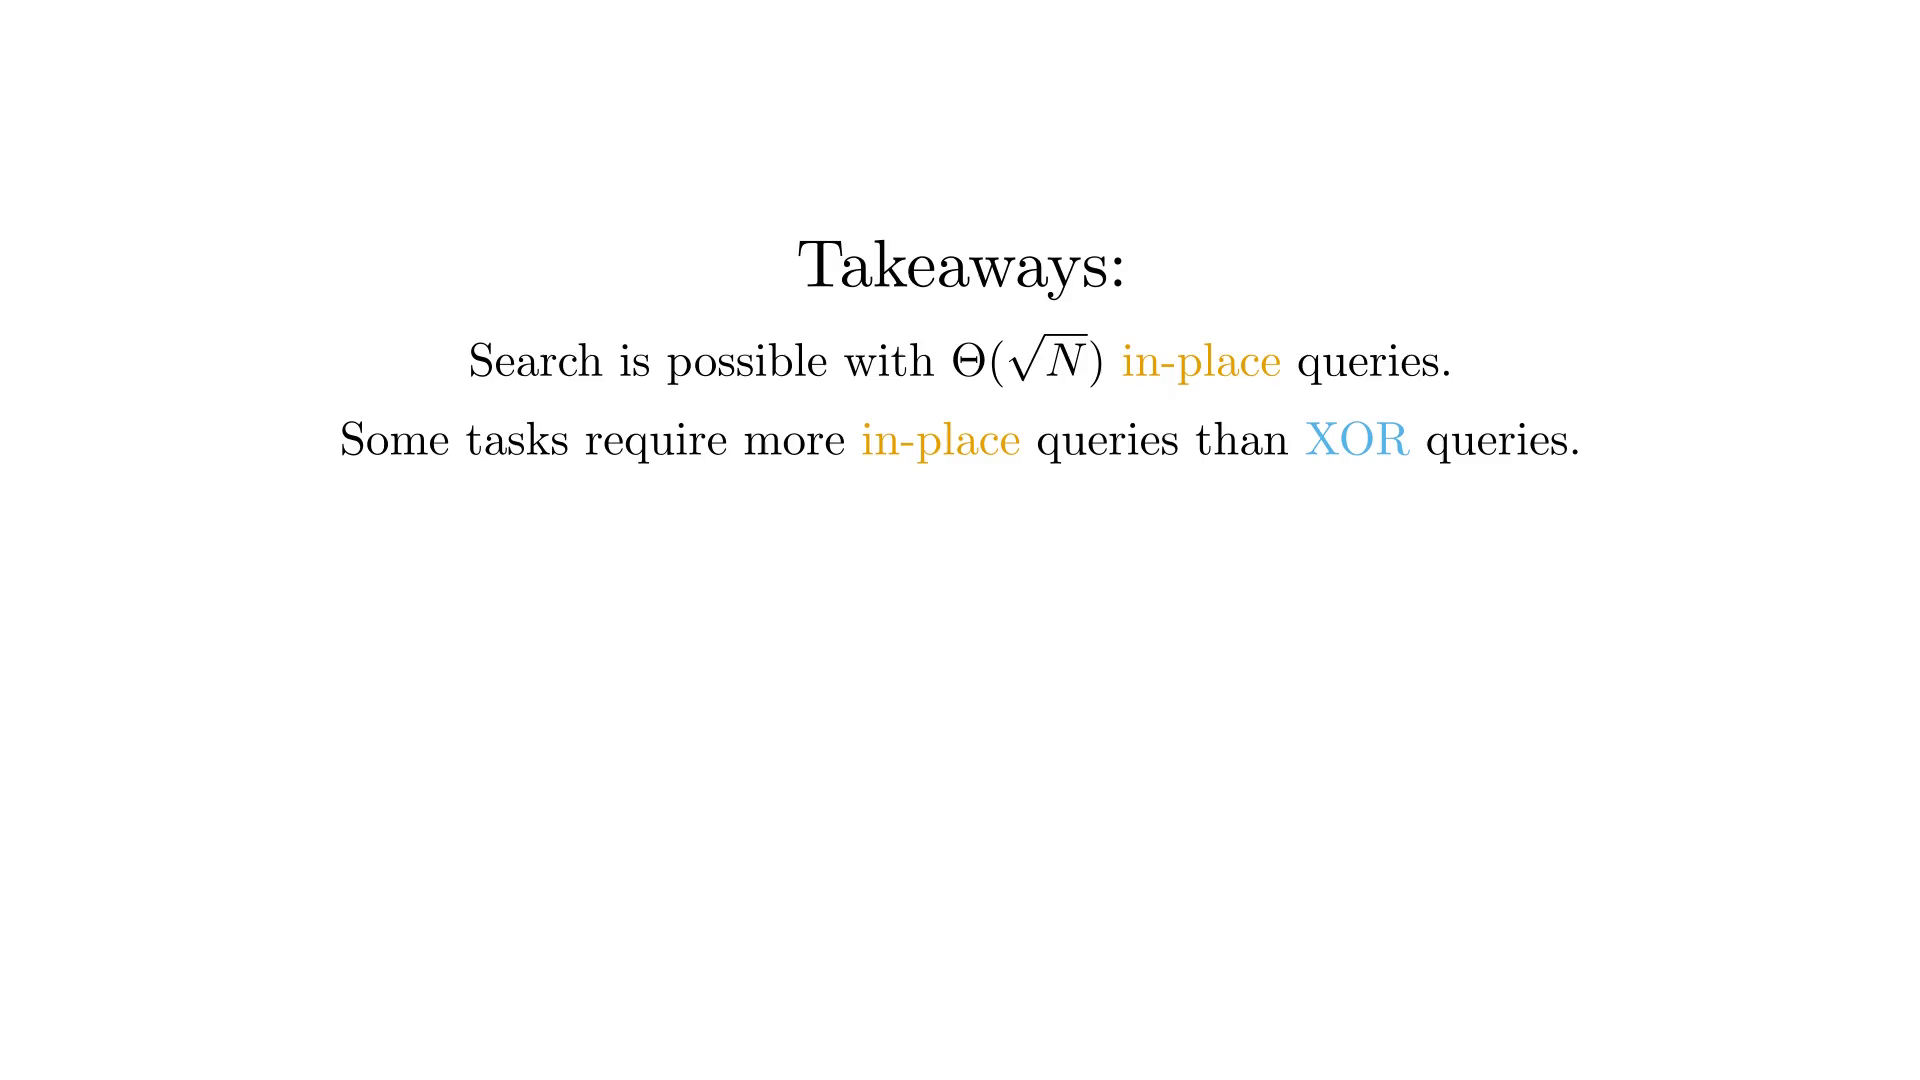 Takeaways:
Search is possible with Θ(√N) in-place queries.
Some tasks require more in-place queries than XOR queries.